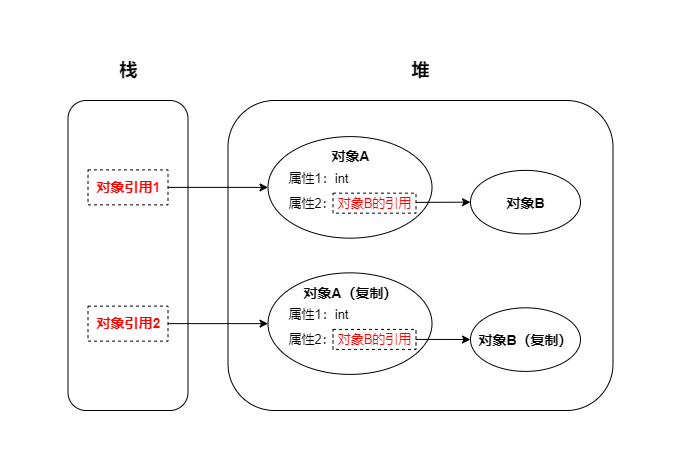 栈
堆
对象引用1
对象A
属性1：int
属性2：对象B的引用
对象B
对象引用2
对象A（复制）
属性1：int
属性2：对象B的引用
对象B（复制）